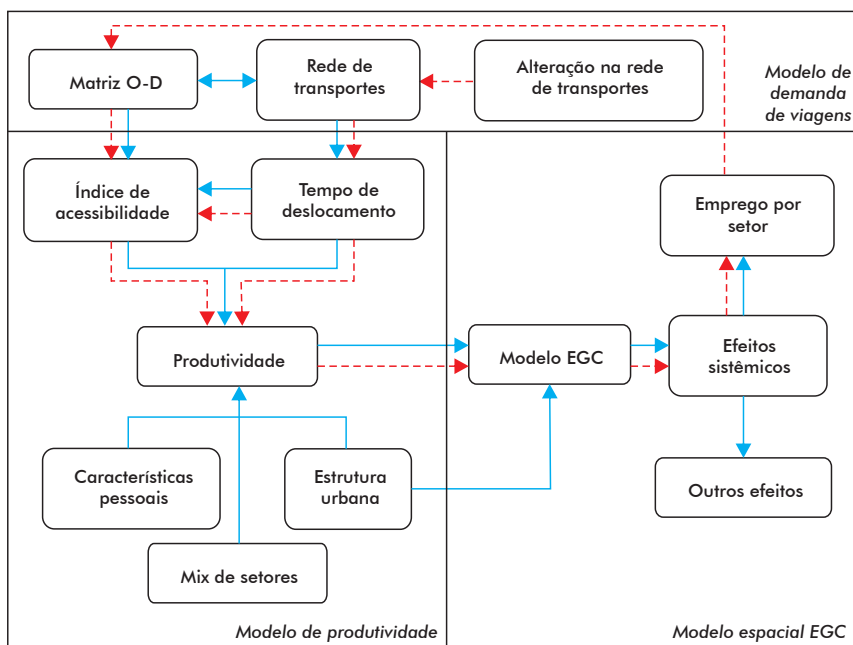 Matriz O-D
Rede de
transportes
Alteração na rede
de transportes
Modelo de
demanda
de viagens
Índice de
acessibilidade
Tempo de
deslocamento
Emprego por
setor
Produtividade
Modelo EGC
Efeitos
sistêmicos
Características
pessoais
Estrutura
urbana
Outros efeitos
Mix de setores
Modelo de produtividade
Modelo espacial EGC